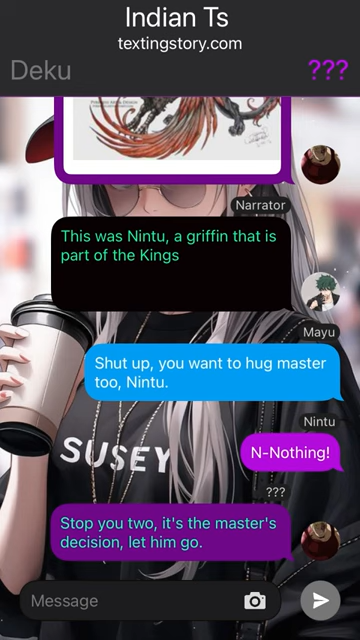 Indian Ts
textingstory.com
Deku
???
Narrator
This was Nintu, a griffin that is
part of the Kings
Mayu
Shut up, you want to hug master
too, Nintu.
Nintu
N-Nothing!
SUSEY
???
Stop you two, it's the master's
decision, let him go.
Message